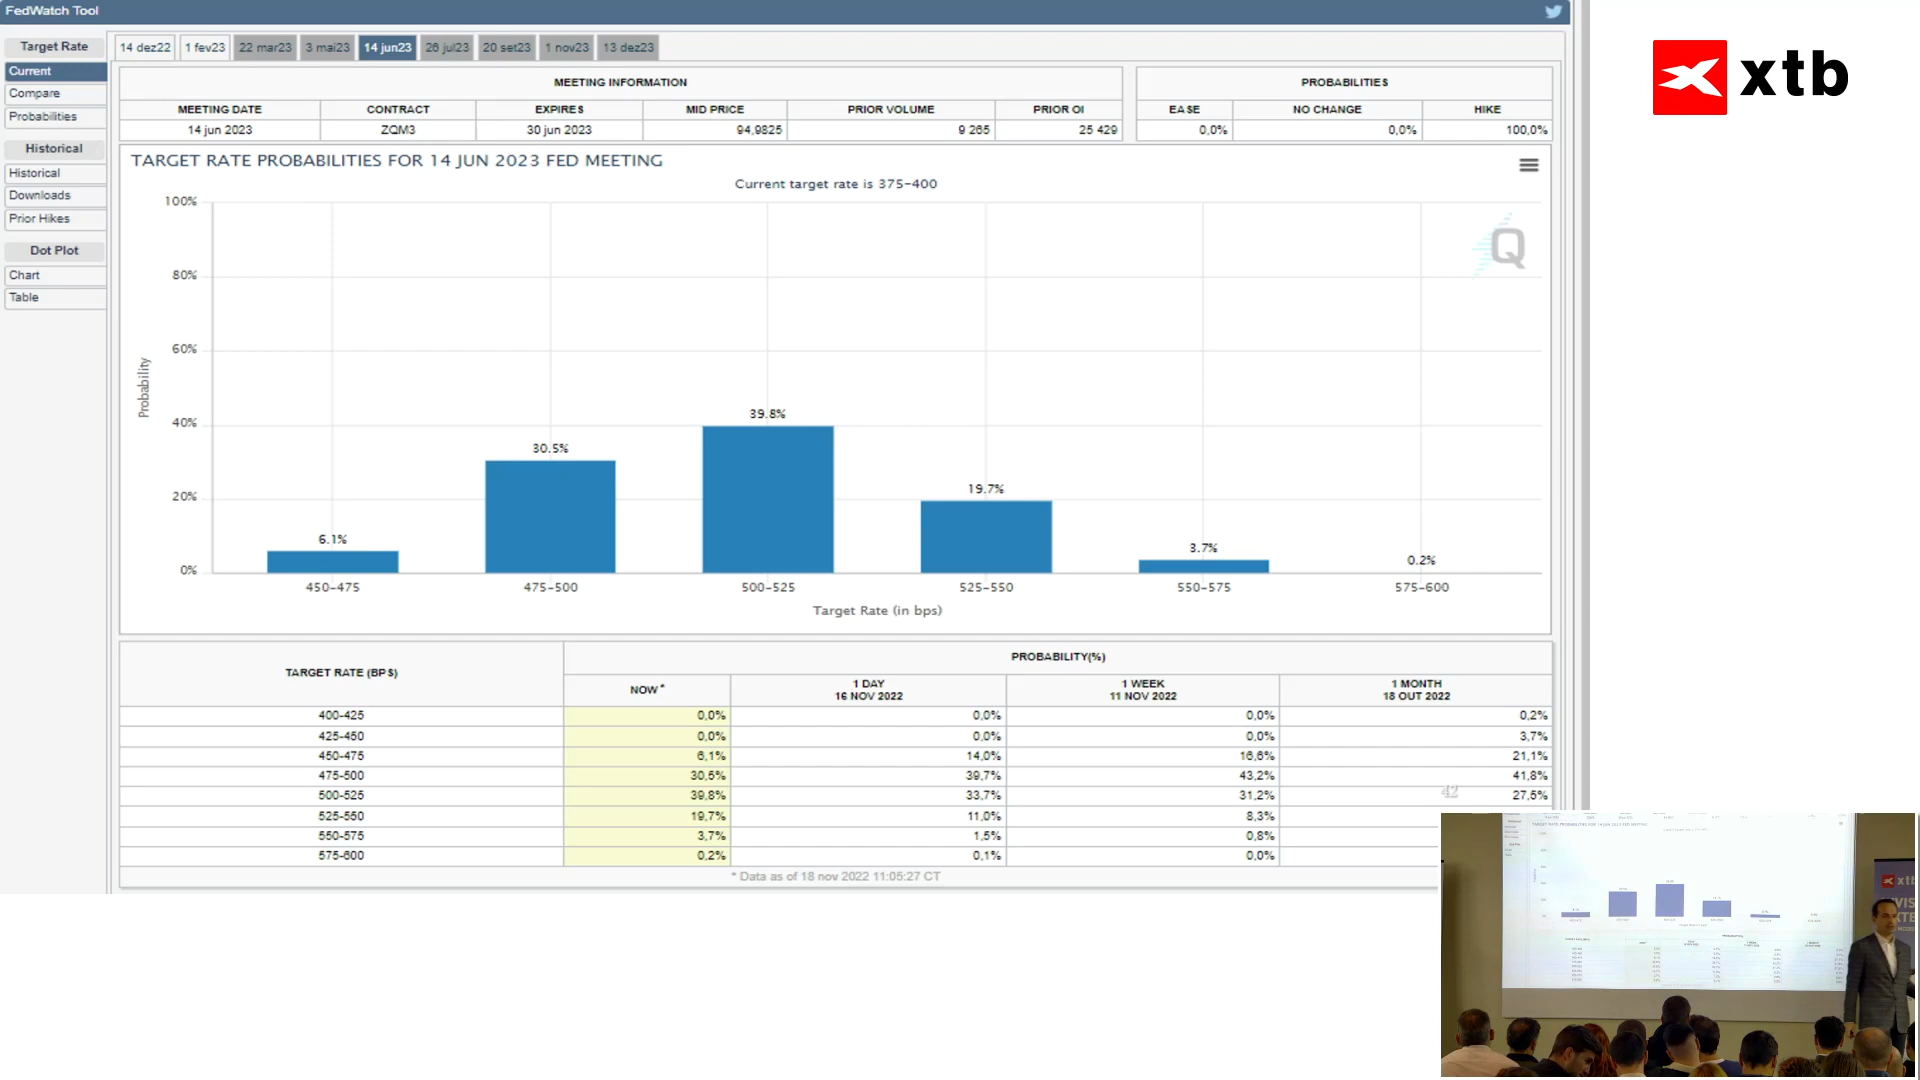 FedWatch Tool
Target Rate
Current
Compare
Probabilities
Historical
Historical
Downloads
Prior Hikes
Dot Plot
Chart
Table
14 dez22 1 fev23 22 mar23 3 mai23 14 jun23 26 jul23 20 set23 1 nov23 13 dez23
MEETING INFORMATION
MEETING DATE CONTRACT EXPIRES MID PRICE PRIOR VOLUME PRIOR OI
14 jun 2023 ZQM3 30 jun 2023 94,9825 9 265 25 429
PROBABILITIES
EASE NO CHANGE HIKE
0,0% 0,0% 100,0%
TARGET RATE PROBABILITIES FOR 14 JUN 2023 FED MEETING
Current target rate is 375-400
Q
Probability
100%
80%
60%
40%
20%
0%
6.1% 30.5% 39.8% 19.7% 3.7% 0.2%
450-475 475-500 500-525 525-550 550-575 575-600
Target Rate (in bps)
TARGET RATE (BPS) PROBABILITY(%)
NOW * 1 DAY 16 NOV 2022 1 WEEK 11 NOV 2022 1 MONTH 18 OUT 2022
400-425 0,0% 0,0% 0,0% 0,2%
425-450 0,0% 0,0% 0,0% 3,7%
450-475 6,1% 14,0% 16,6% 21,1%
475-500 30,5% 39,7% 43,2% 41,8%
500-525 39,8% 33,7% 31,2% 27,5%
525-550 19,7% 11,0% 8,3%
550-575 3,7% 1,5% 0,8%
575-600 0,2% 0,1% 0,0%
* Data as of 18 nov 2022 11:05:27 CT
42
xtb
xtb